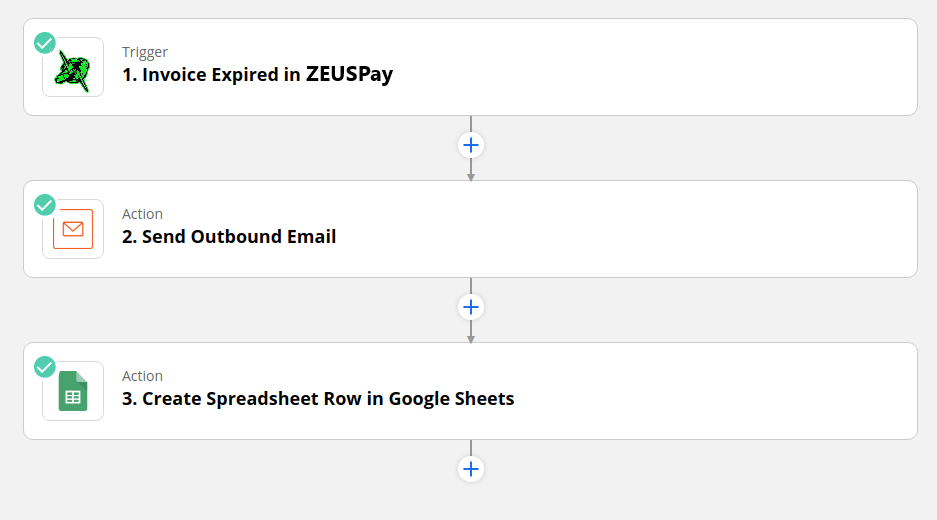 Trigger
1. Invoice Expired in ZEUSPay
Action
2. Send Outbound Email
Action
3. Create Spreadsheet Row in Google Sheets